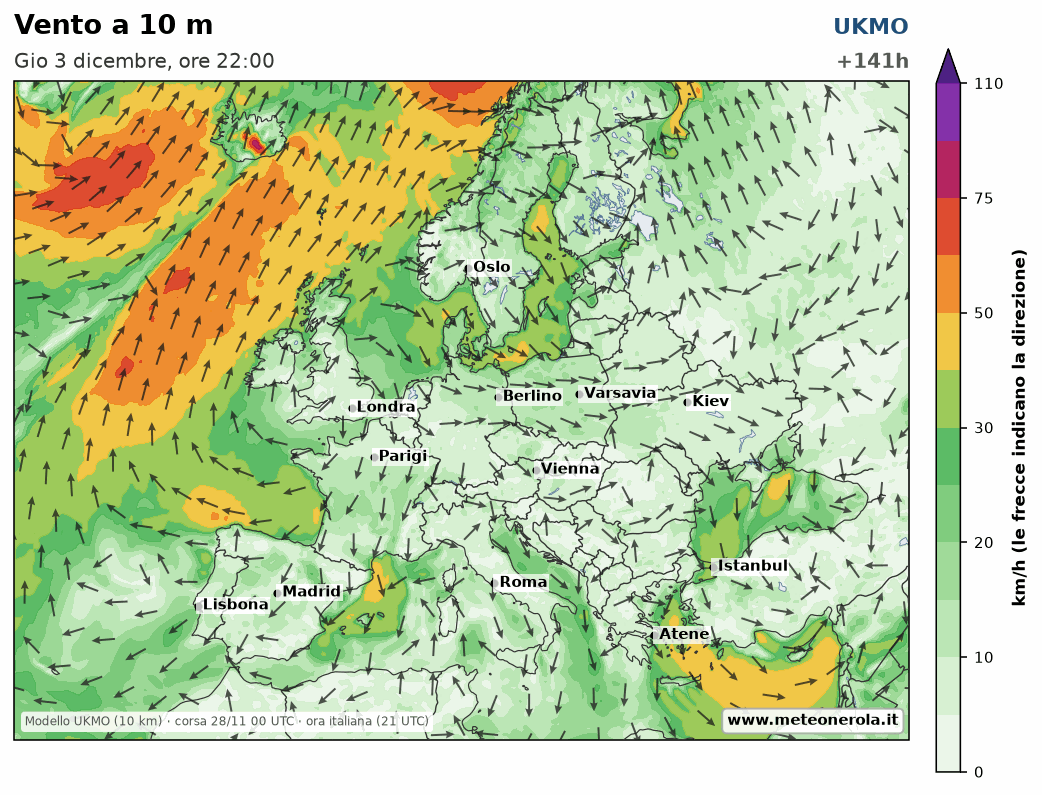 Vento a 10 m
UKMO
Gio 3 dicembre, ore 22:00
+141h
Oslo
Berlino
Varsavia
Kiev
Londra
Parigi
Vienna
Istanbul
Roma
Madrid
Lisbona
Atene
Modello UKMO (10 km) · corsa 28/11 00 UTC · ora italiana (21 UTC)
www.meteonerola.it
110
75
50
30
20
10
0
km/h (le frecce indicano la direzione)